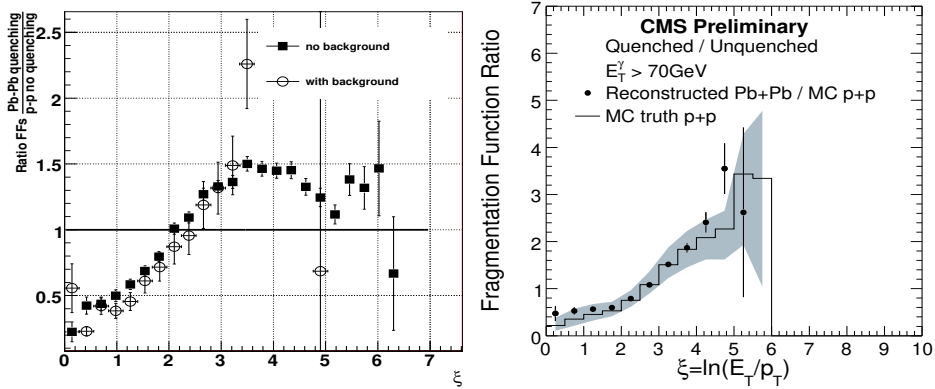 Ratio FFs Pb-Pb quenching
p-p no quenching
2.5
2
1.5
1
0.5
0 1 2 3 4 5 6 7
ξ
no background
with background
Fragmentation Function Ratio
7
6
5
4
3
2
1
0
0 1 2 3 4 5 6 7 8 9 10
ξ=ln(E_T/p_T)
CMS Preliminary
Quenched / Unquenched
E_T^γ > 70GeV
Reconstructed Pb+Pb / MC p+p
MC truth p+p